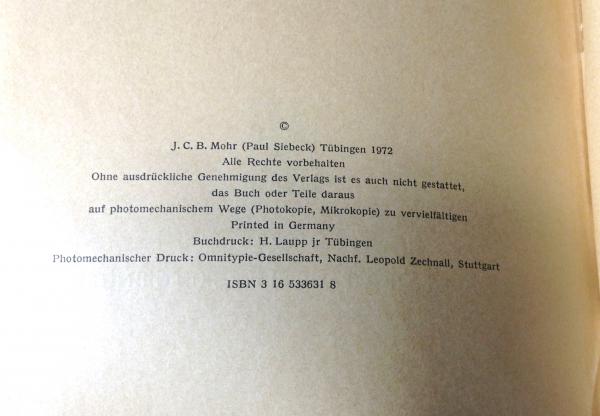 ©
J. C. B. Mohr (Paul Siebeck) Tübingen 1972
Alle Rechte vorbehalten
Ohne ausdrückliche Genehmigung des Verlags ist es auch nicht gestattet,
das Buch oder Teile daraus
auf photomechanischem Wege (Photokopie, Mikrokopie) zu vervielfältigen
Printed in Germany
Buchdruck: H. Laupp jr Tübingen
Photomechanischer Druck: Omnitypie-Gesellschaft, Nachf. Leopold Zechnall, Stuttgart
ISBN 3 16 533631 8